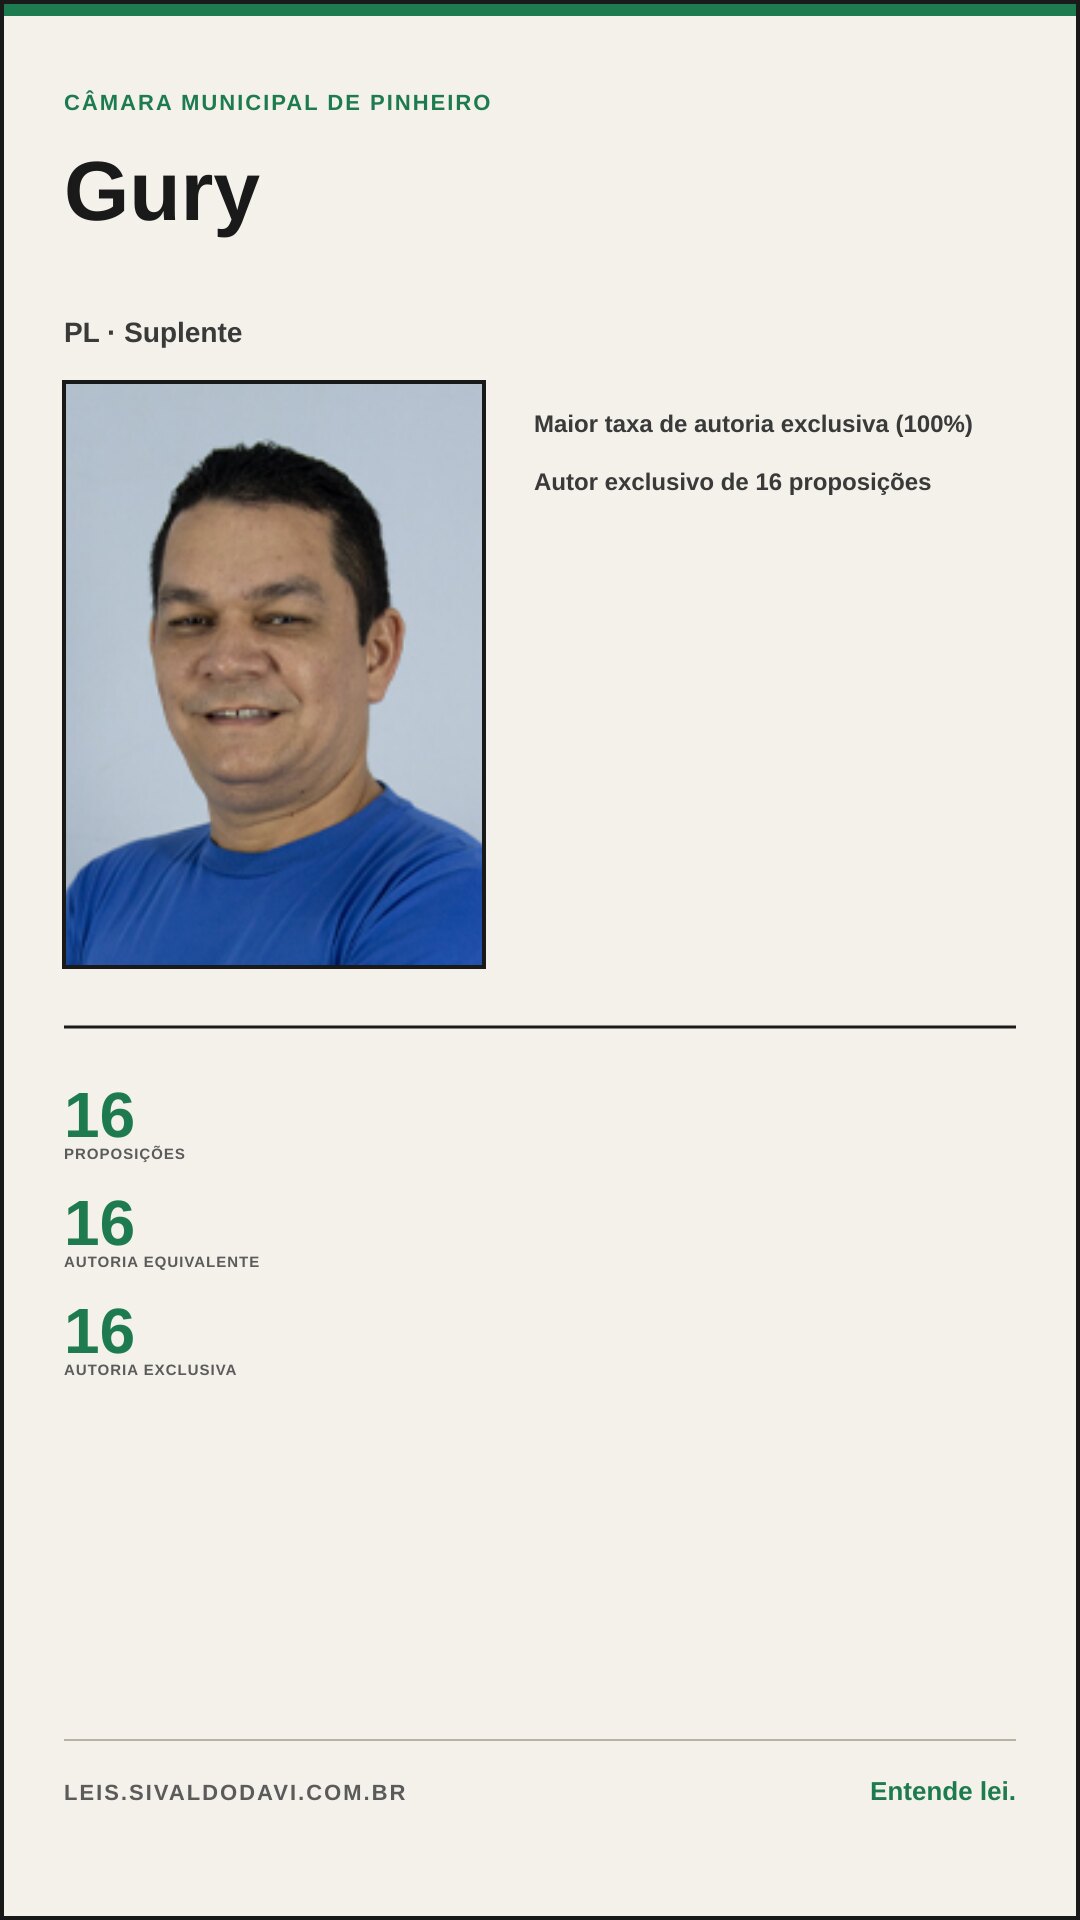 CÂMARA MUNICIPAL DE PINHEIRO
Gury
PL · Suplente
Maior taxa de autoria exclusiva (100%)
Autor exclusivo de 16 proposições
16
PROPOSIÇÕES
16
AUTORIA EQUIVALENTE
16
AUTORIA EXCLUSIVA
LEIS.SIVALDODAVI.COM.BR
Entende lei.